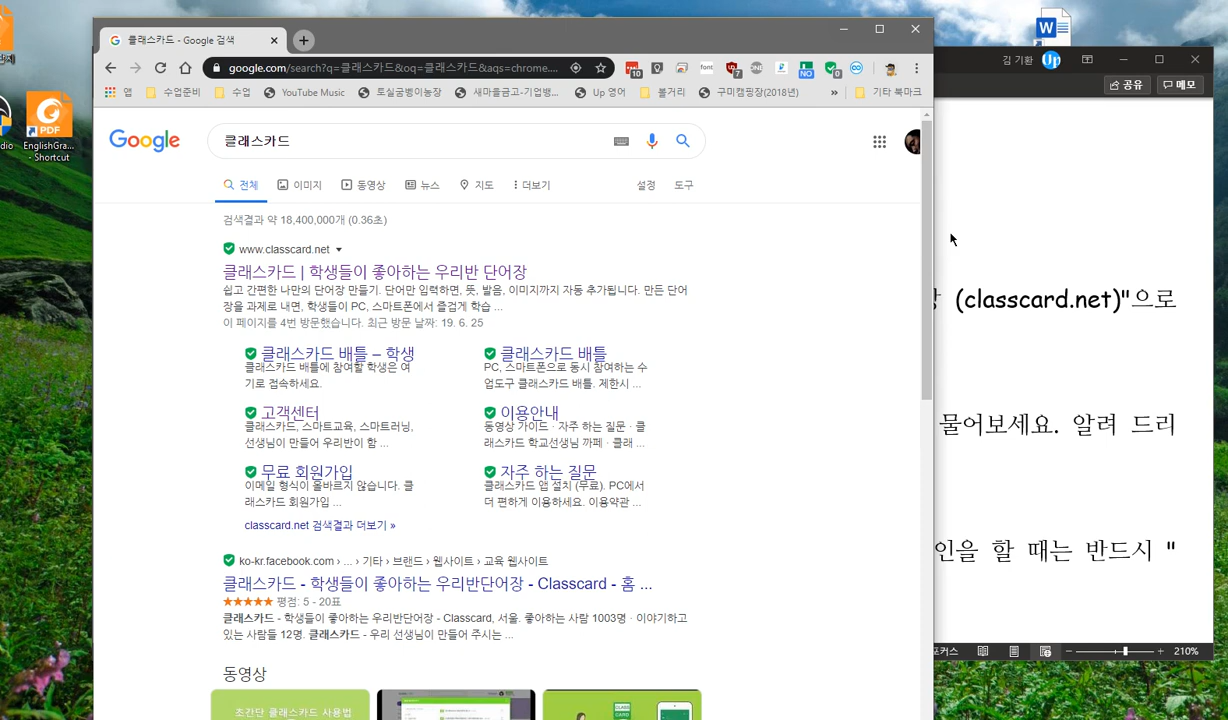 클래스카드 - Google 검색
google.com/search?q=클래스카드&oq=클래스카드&aqs=chrome....
앱 수업준비 수업 YouTube Music 토실궁뱅이농장 새마을금고-기업뱅... Up 영어 볼거리 구미캠핑장(2018년) » 기타 북마크
Google
클래스카드
전체 이미지 동영상 뉴스 지도 더보기 설정 도구
검색결과 약 18,400,000개 (0.36초)
www.classcard.net
클래스카드 | 학생들이 좋아하는 우리반 단어장
쉽고 간편한 나만의 단어장 만들기. 단어만 입력하면, 뜻, 발음, 이미지까지 자동 추가됩니다. 만든 단어
장을 과제로 내면, 학생들이 PC, 스마트폰에서 즐겁게 학습 ...
이 페이지를 4번 방문했습니다. 최근 방문 날짜: 19. 6. 25
클래스카드 배틀 – 학생
클래스카드 배틀에 참여할 학생은 여
기로 접속하세요.
클래스카드 배틀
PC, 스마트폰으로 동시 참여하는 수
업도구 클래스카드 배틀. 제한시 ...
고객센터
클래스카드, 스마트교육, 스마트러닝,
선생님이 만들어 우리반이 함 ...
이용안내
동영상 가이드 · 자주 하는 질문 · 클
래스카드 학교선생님 까페 · 클래 ...
무료 회원가입
이메일 형식이 올바르지 않습니다. 클
래스카드 회원가입 ...
자주 하는 질문
클래스카드 앱 설치 (무료). PC에서
더 편하게 이용하세요. 이용약관 ...
classcard.net 검색결과 더보기 »
ko-kr.facebook.com › ... › 기타 › 브랜드 › 웹사이트 › 교육 웹사이트
클래스카드 - 학생들이 좋아하는 우리반단어장 - Classcard - 홈 ...
★★★★★ 평점: 5 - 20표
클래스카드 - 학생들이 좋아하는 우리반단어장 - Classcard, 서울. 좋아하는 사람 1003명 · 이야기하고
있는 사람들 12명. 클래스카드 - 우리 선생님이 만들어 주시는 ...
동영상
조간단 클래스카드 사용법
CLASS
CARD
PDF
EnglishGra...
- Shortcut
김 기환 Up
공유 메모
(classcard.net)"으로
물어보세요. 알려 드리
인을 할 때는 반드시 "
포커스 210%